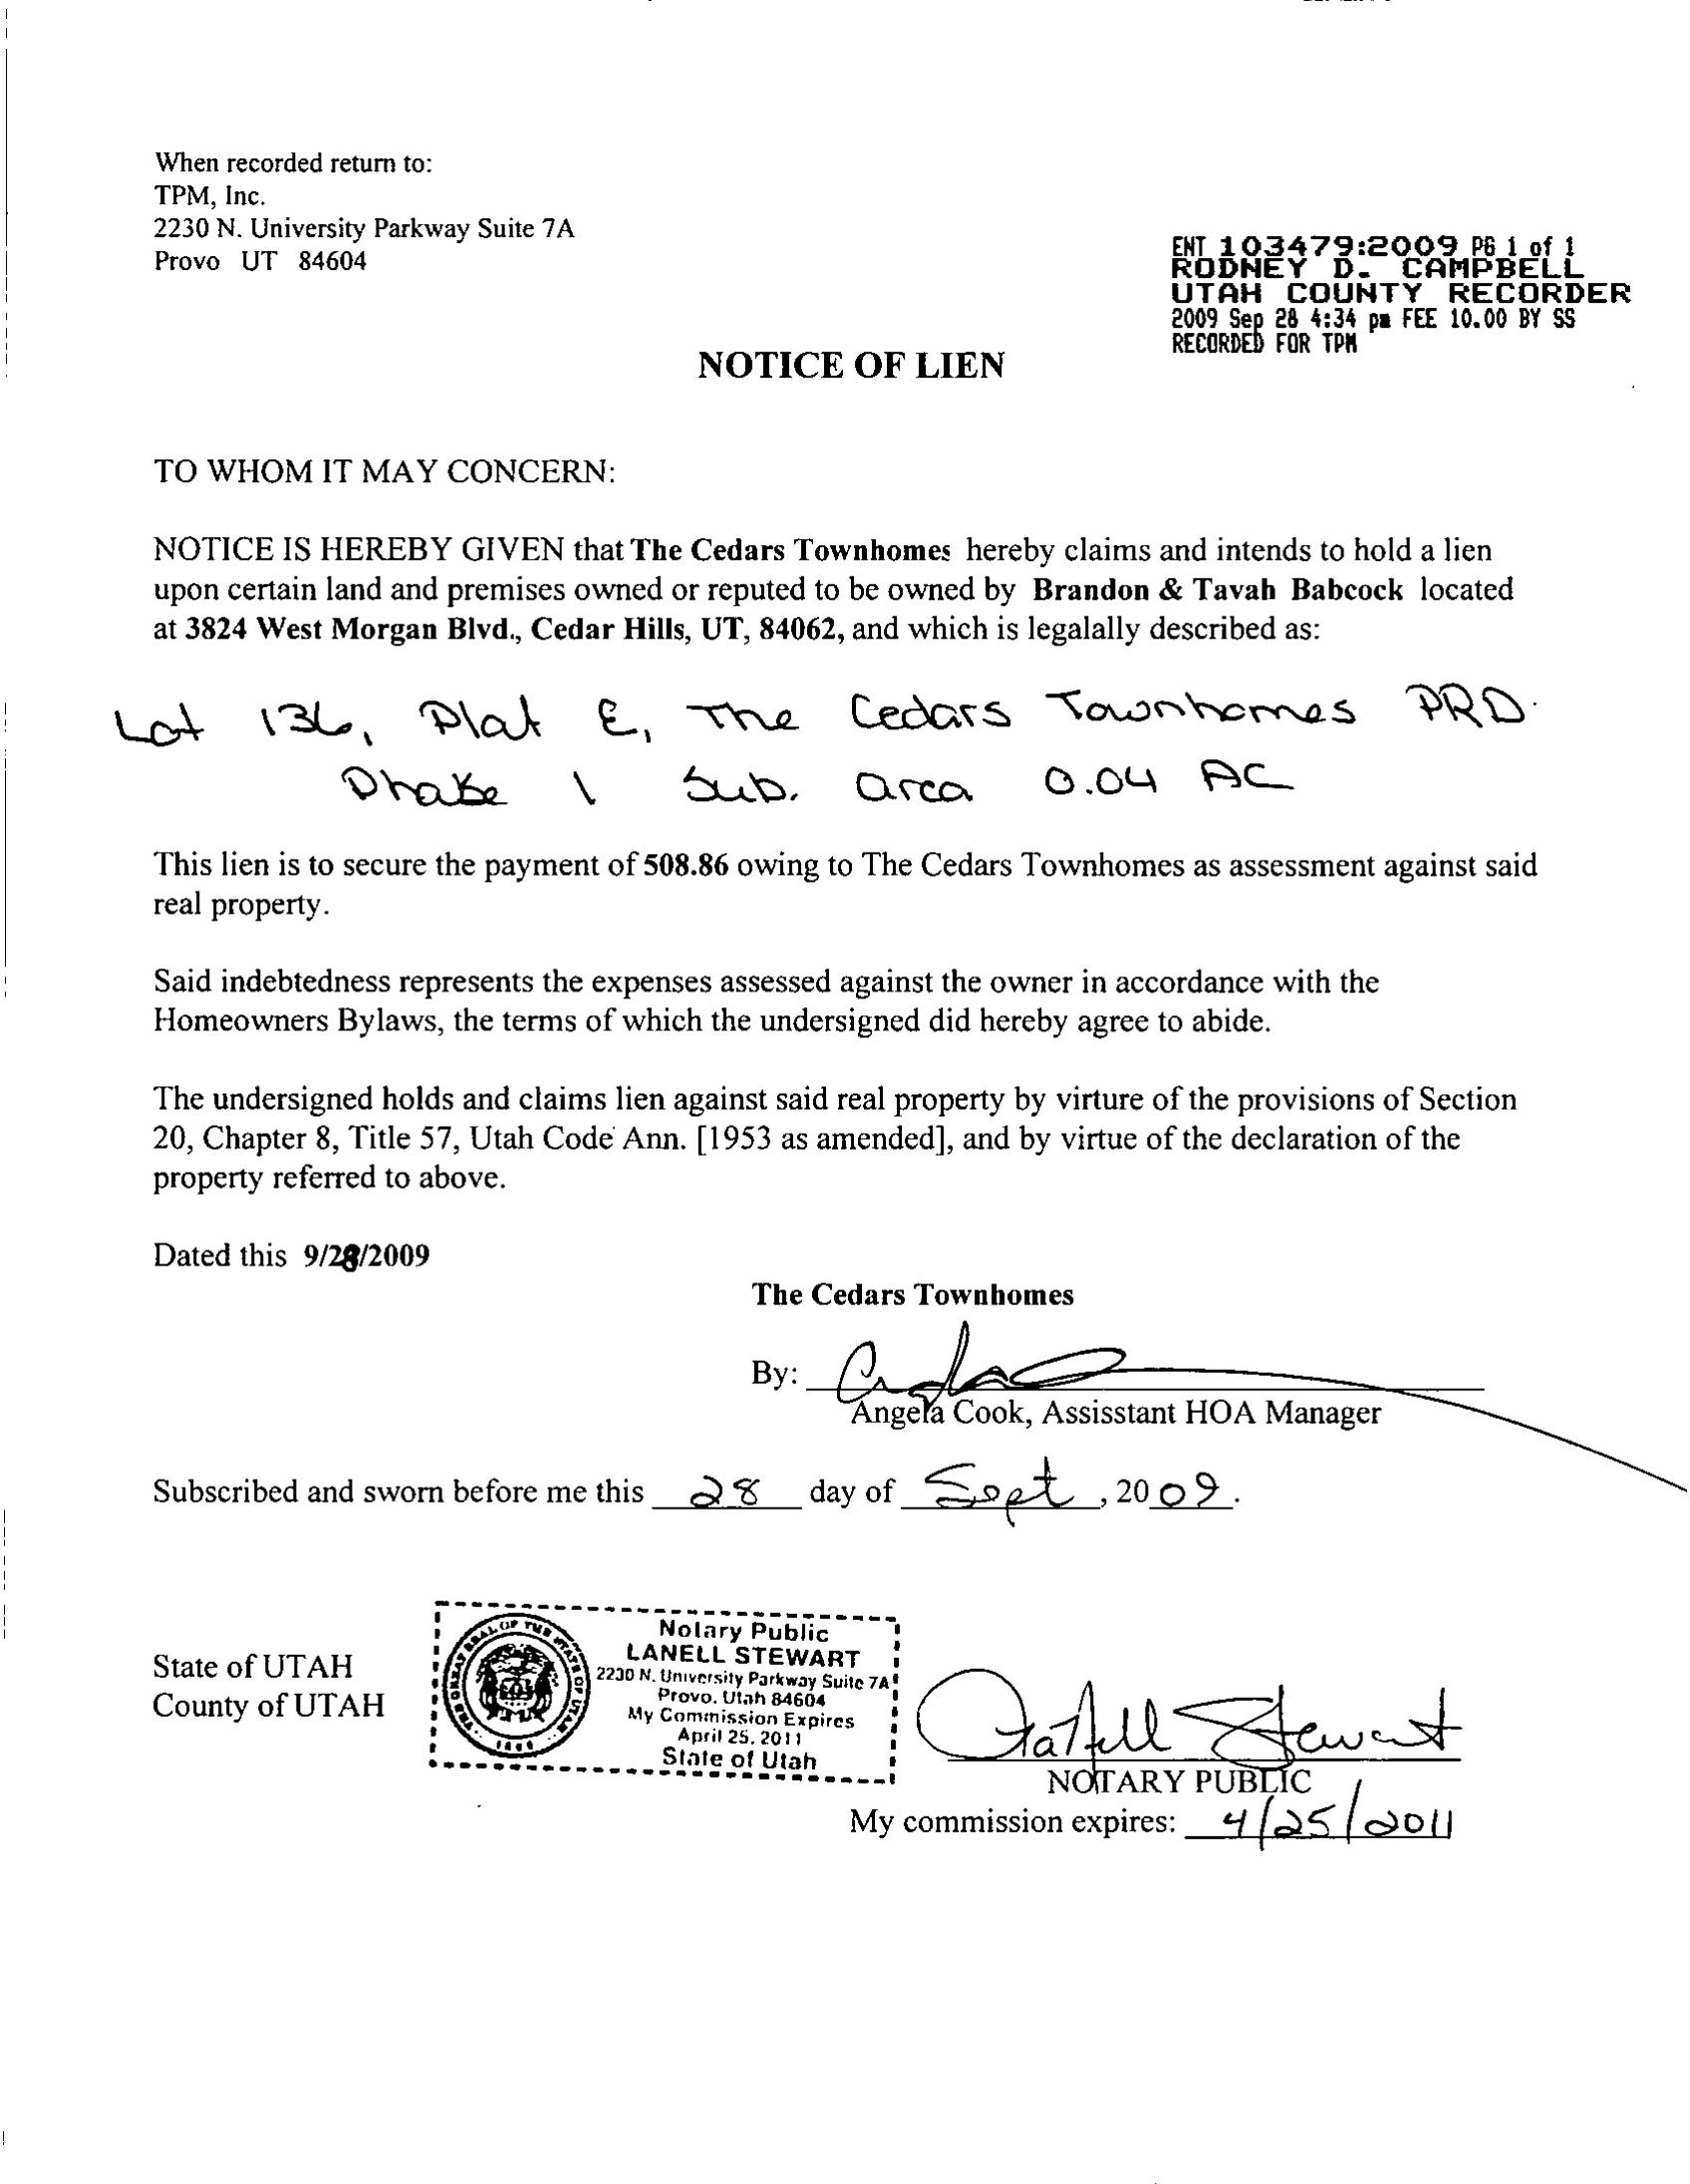 When recorded return to:
TPM, Inc.
2230 N. University Parkway Suite 7A
Provo UT 84604
ENT 103479:2009 PG 1 of 1
RODNEY D. CAMPBELL
UTAH COUNTY RECORDER
2009 Sep 28 4:34 pm FEE 10.00 BY SS
RECORDED FOR TPM
NOTICE OF LIEN
TO WHOM IT MAY CONCERN:
NOTICE IS HEREBY GIVEN that The Cedars Townhomes hereby claims and intends to hold a lien
upon certain land and premises owned or reputed to be owned by Brandon & Tavah Babcock located
at 3824 West Morgan Blvd., Cedar Hills, UT, 84062, and which is legalally described as:
Lot 136, Plat E, The Cedars Townhomes PRD.
Phase 1 Sub. area 0.04 AC
This lien is to secure the payment of 508.86 owing to The Cedars Townhomes as assessment against said
real property.
Said indebtedness represents the expenses assessed against the owner in accordance with the
Homeowners Bylaws, the terms of which the undersigned did hereby agree to abide.
The undersigned holds and claims lien against said real property by virture of the provisions of Section
20, Chapter 8, Title 57, Utah Code Ann. [1953 as amended], and by virtue of the declaration of the
property referred to above.
Dated this 9/28/2009
The Cedars Townhomes
By:
Angela Cook, Assisstant HOA Manager
Subscribed and sworn before me this 28 day of Sept, 2009.
State of UTAH
County of UTAH
THE GREAT SEAL OF THE STATE OF UTAH
1896
Notary Public
LANELL STEWART
2230 N. University Parkway Suite 7A
Provo, Utah 84604
My Commission Expires
April 25, 2011
State of Utah
LaNell Stewart
NOTARY PUBLIC
My commission expires: 4/25/2011